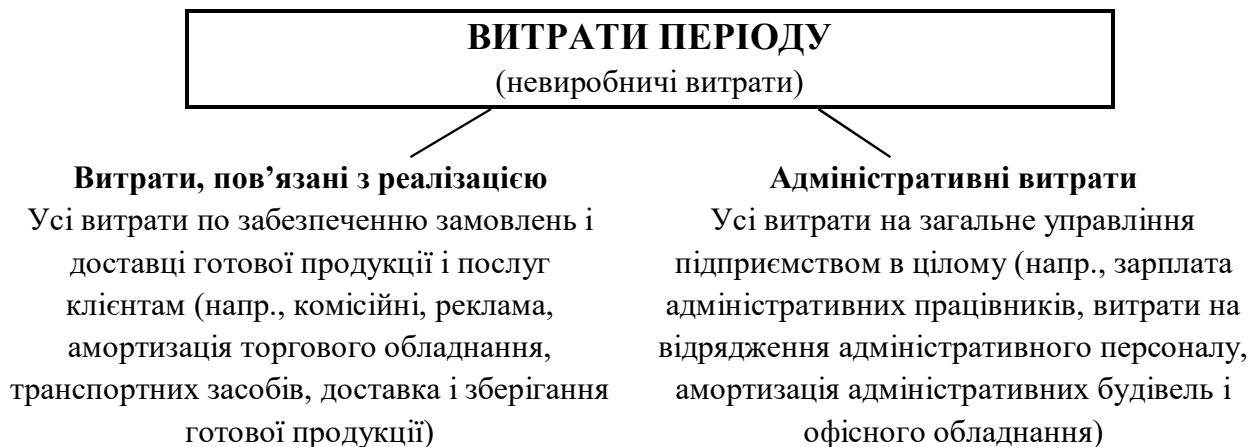 ВИТРАТИ ПЕРІОДУ
(невиробничі витрати)
Витрати, пов’язані з реалізацією
Усі витрати по забезпеченню замовлень і
доставці готової продукції і послуг
клієнтам (напр., комісійні, реклама,
амортизація торгового обладнання,
транспортних засобів, доставка і зберігання
готової продукції)
Адміністративні витрати
Усі витрати на загальне управління
підприємством в цілому (напр., зарплата
адміністративних працівників, витрати на
відрядження адміністративного персоналу,
амортизація адміністративних будівель і
офісного обладнання)